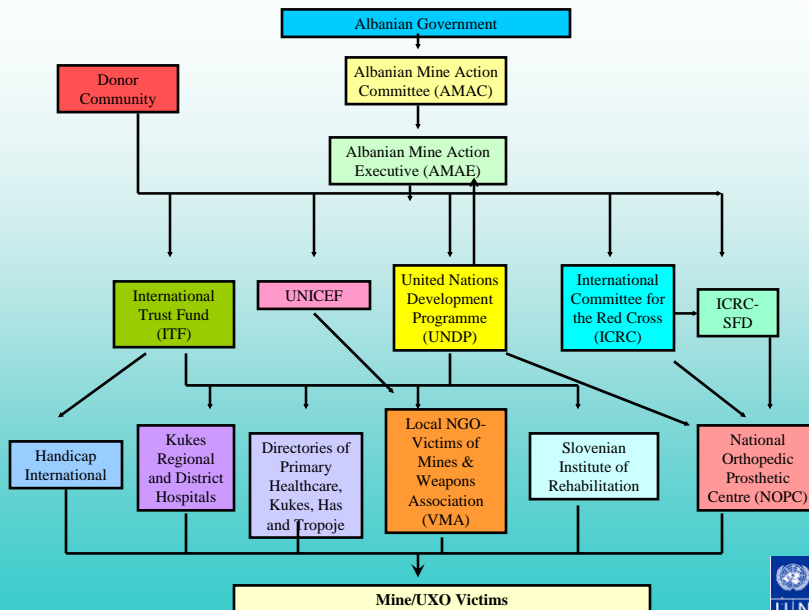 Albanian Government
Donor
Community
Albanian Mine Action
Committee (AMAC)
Albanian Mine Action
Executive (AMAE)
International
Trust Fund
(ITF)
UNICEF
United Nations
Development
Programme
(UNDP)
International
Committee for
the Red Cross
(ICRC)
ICRC-
SFD
Handicap
International
Kukes
Regional
and District
Hospitals
Directories of
Primary
Healthcare,
Kukes, Has
and Tropoje
Local NGO-
Victims of
Mines &
Weapons
Association
(VMA)
Slovenian
Institute of
Rehabilitation
National
Orthopedic
Prosthetic
Centre (NOPC)
Mine/UXO Victims